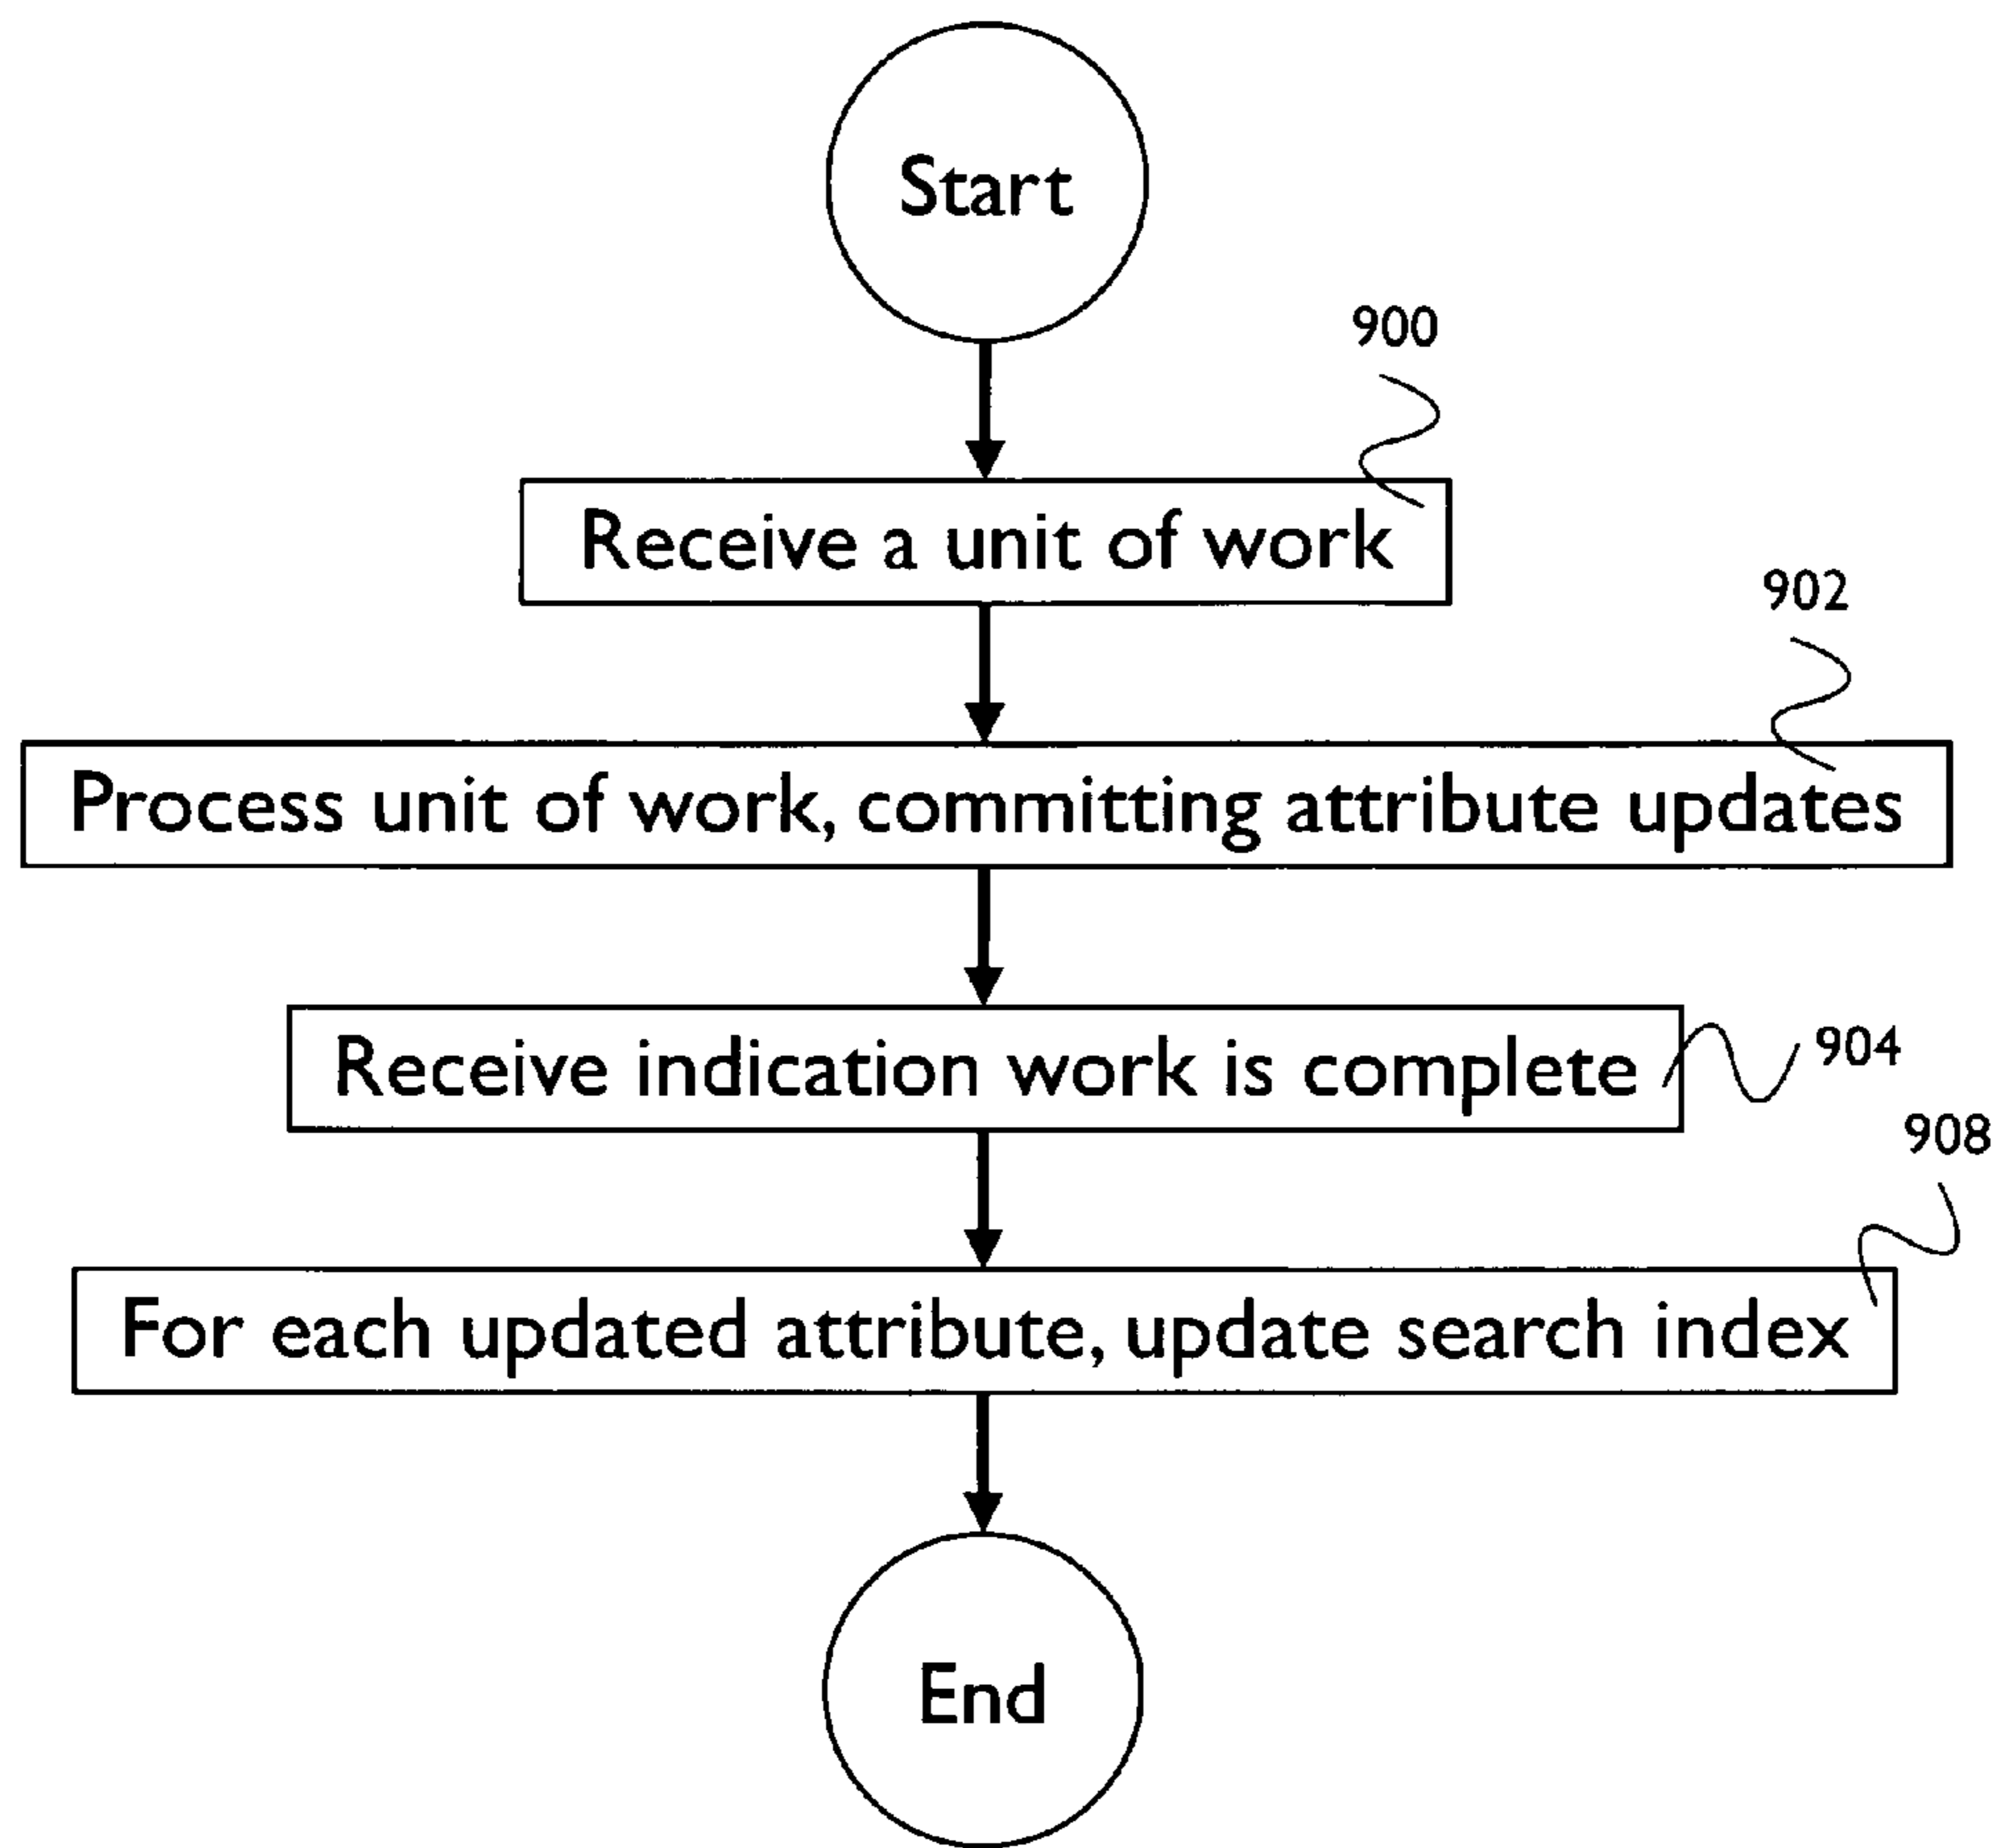 Start
900
Receive a unit of work
902
Process unit of work, committing attribute updates
Receive indication work is complete
904
908
For each updated attribute, update search index
End